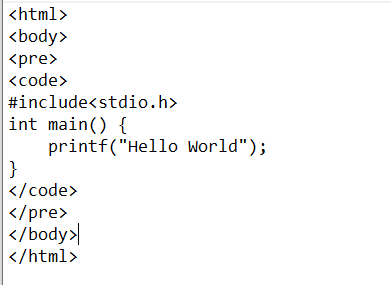 <html>
<body>
<pre>
<code>
#include<stdio.h>
int main() {
    printf("Hello World");
}
</code>
</pre>
</body>
</html>